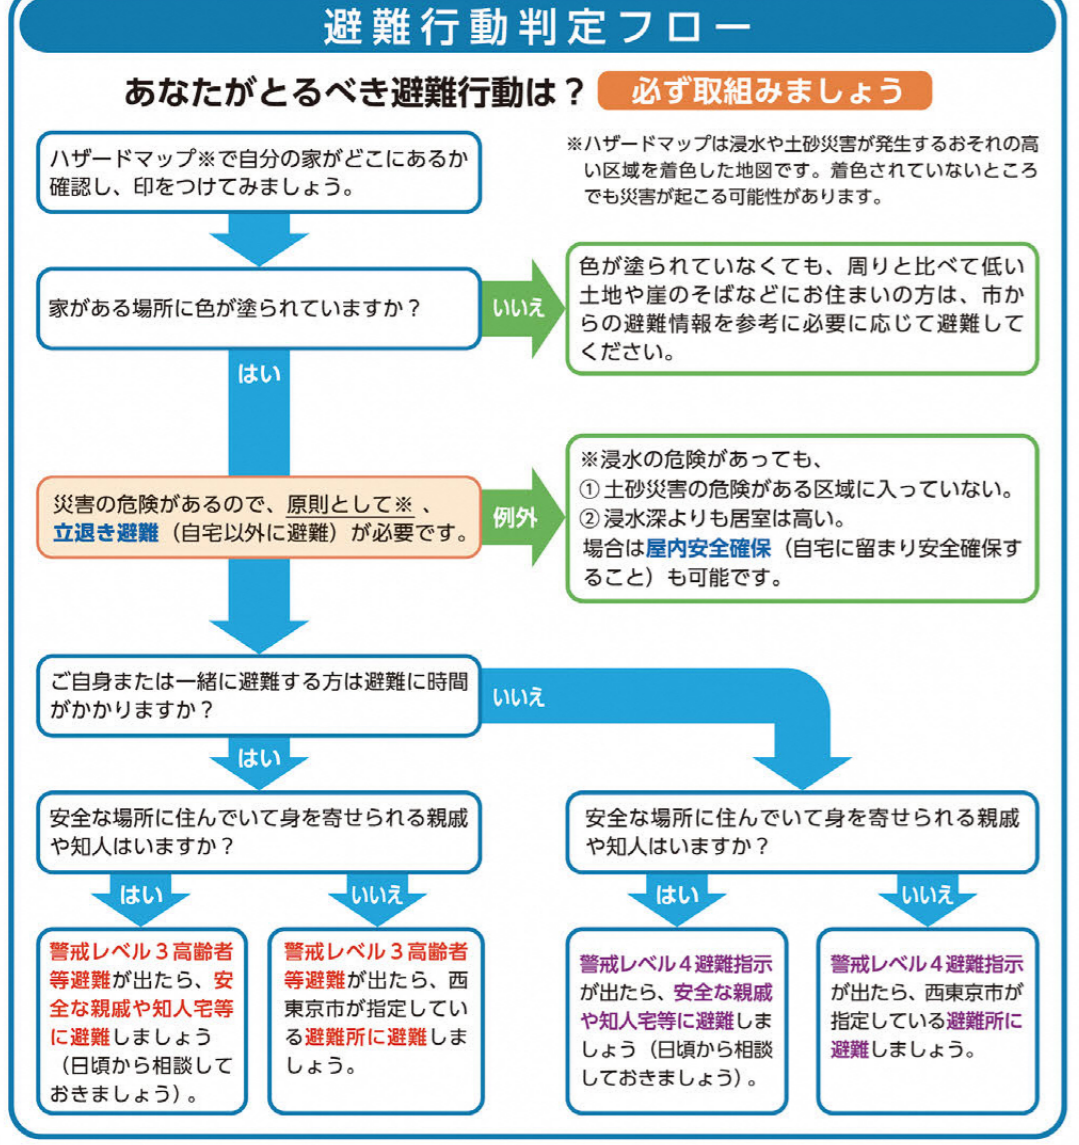 避難行動判定フロー
あなたがとるべき避難行動は？ 必ず取組みましょう
ハザードマップ※で自分の家がどこにあるか
確認し、印をつけてみましょう。
※ハザードマップは浸水や土砂災害が発生するおそれの高
い区域を着色した地図です。着色されていないところ
でも災害が起こる可能性があります。
家がある場所に色が塗られていますか？
いいえ
色が塗られていなくても、周りと比べて低い
土地や崖のそばなどにお住まいの方は、市か
らの避難情報を参考に必要に応じて避難して
ください。
はい
災害の危険があるので、原則として※、
立退き避難（自宅以外に避難）が必要です。
例外
※浸水の危険があっても、
①土砂災害の危険がある区域に入っていない。
②浸水深よりも居室は高い。
場合は屋内安全確保（自宅に留まり安全確保す
ること）も可能です。
ご自身または一緒に避難する方は避難に時間
がかかりますか？
いいえ
はい
安全な場所に住んでいて身を寄せられる親戚
や知人はいますか？
はい
いいえ
警戒レベル３高齢者
等避難が出たら、安
全な親戚や知人宅等
に避難しましょう
（日頃から相談して
おきましょう）。
警戒レベル３高齢者
等避難が出たら、西
東京市が指定してい
る避難所に避難しま
しょう。
安全な場所に住んでいて身を寄せられる親戚
や知人はいますか？
はい
いいえ
警戒レベル４避難指示
が出たら、安全な親戚
や知人宅等に避難しま
しょう（日頃から相談
しておきましょう）。
警戒レベル４避難指示
が出たら、西東京市が
指定している避難所に
避難しましょう。